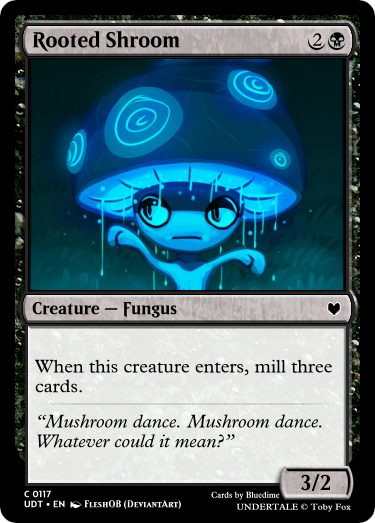 Rooted Shroom 2
Creature — Fungus
When this creature enters, mill three
cards.
“Mushroom dance. Mushroom dance.
Whatever could it mean?”
3/2
C 0117
UDT • EN FleshOB (DeviantArt)
Cards by Bluedime
UNDERTALE © Toby Fox